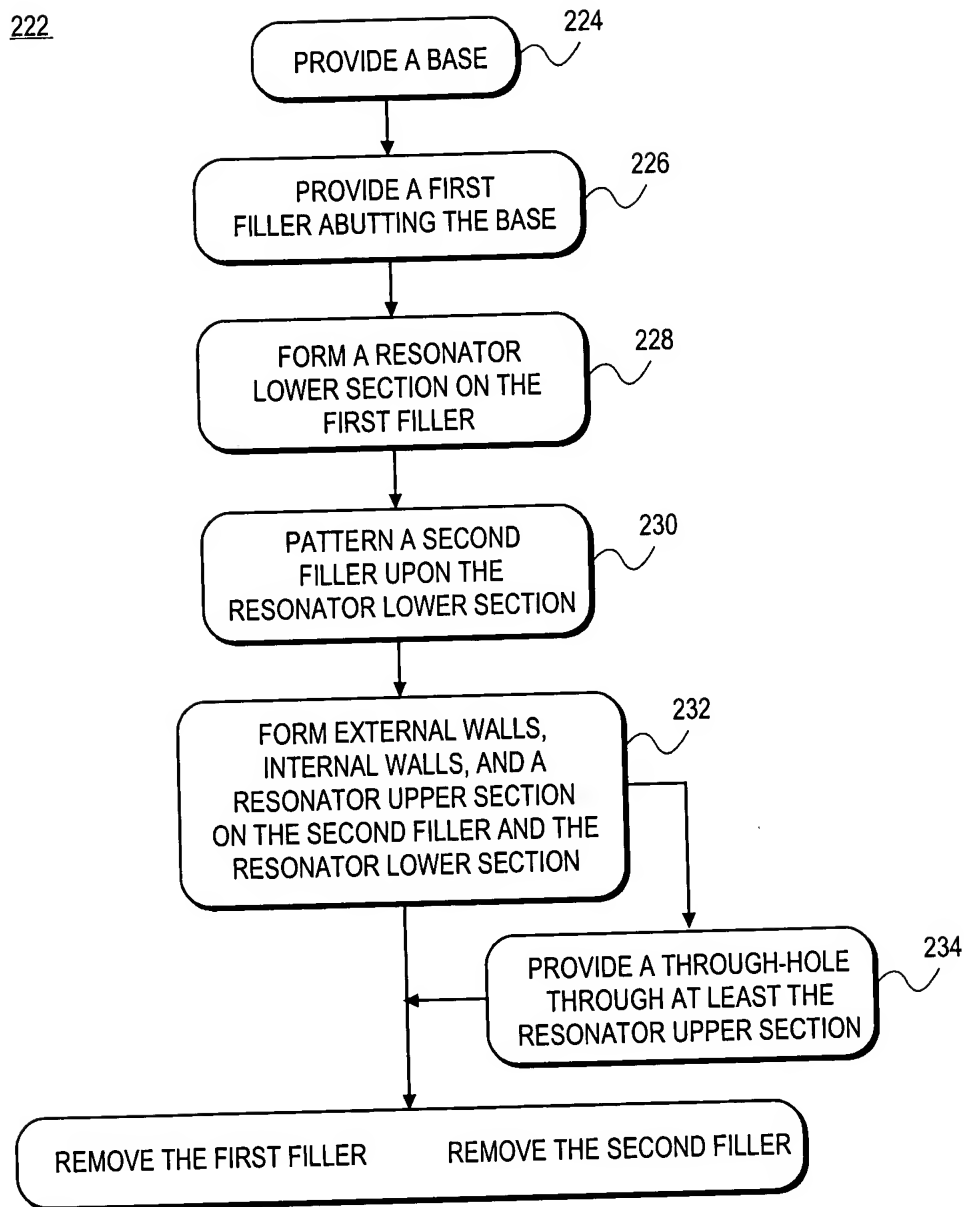 222
224
PROVIDE A BASE
226
PROVIDE A FIRST
FILLER ABUTTING THE BASE
228
FORM A RESONATOR
LOWER SECTION ON THE
FIRST FILLER
230
PATTERN A SECOND
FILLER UPON THE
RESONATOR LOWER SECTION
232
FORM EXTERNAL WALLS,
INTERNAL WALLS, AND A
RESONATOR UPPER SECTION
ON THE SECOND FILLER AND THE
RESONATOR LOWER SECTION
234
PROVIDE A THROUGH-HOLE
THROUGH AT LEAST THE
RESONATOR UPPER SECTION
REMOVE THE FIRST FILLER
REMOVE THE SECOND FILLER